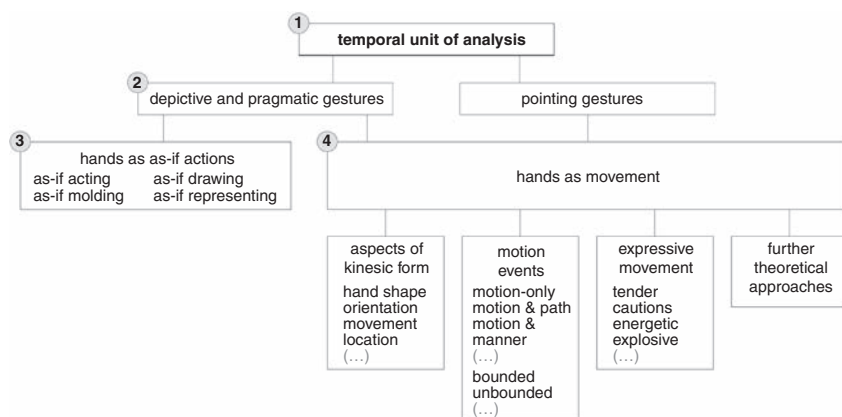 1
temporal unit of analysis
2
depictive and pragmatic gestures
pointing gestures
3
hands as as-if actions
as-if acting as-if drawing
as-if molding as-if representing
4
hands as movement
aspects of
kinesic form
hand shape
orientation
movement
location
(...)
motion
events
motion-only
motion & path
motion &
manner
(...)
bounded
unbounded
(...)
expressive
movement
tender
cautions
energetic
explosive
(...)
further
theoretical
approaches